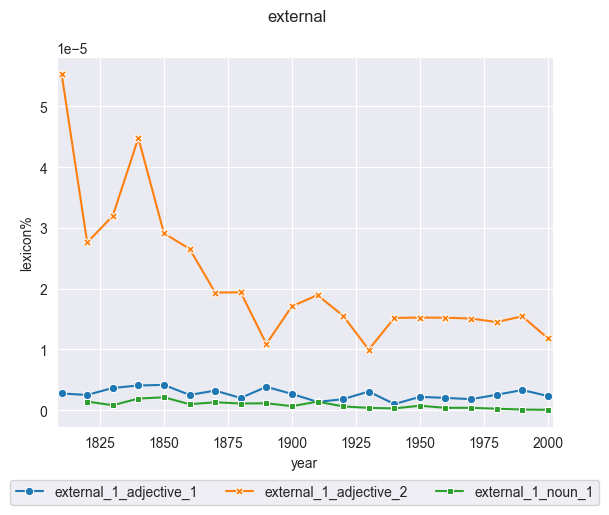 external
1e−5
5
4
3
2
1
0
lexicon%
1825 1850 1875 1900 1925 1950 1975 2000
year
external_1_adjective_1 external_1_adjective_2 external_1_noun_1